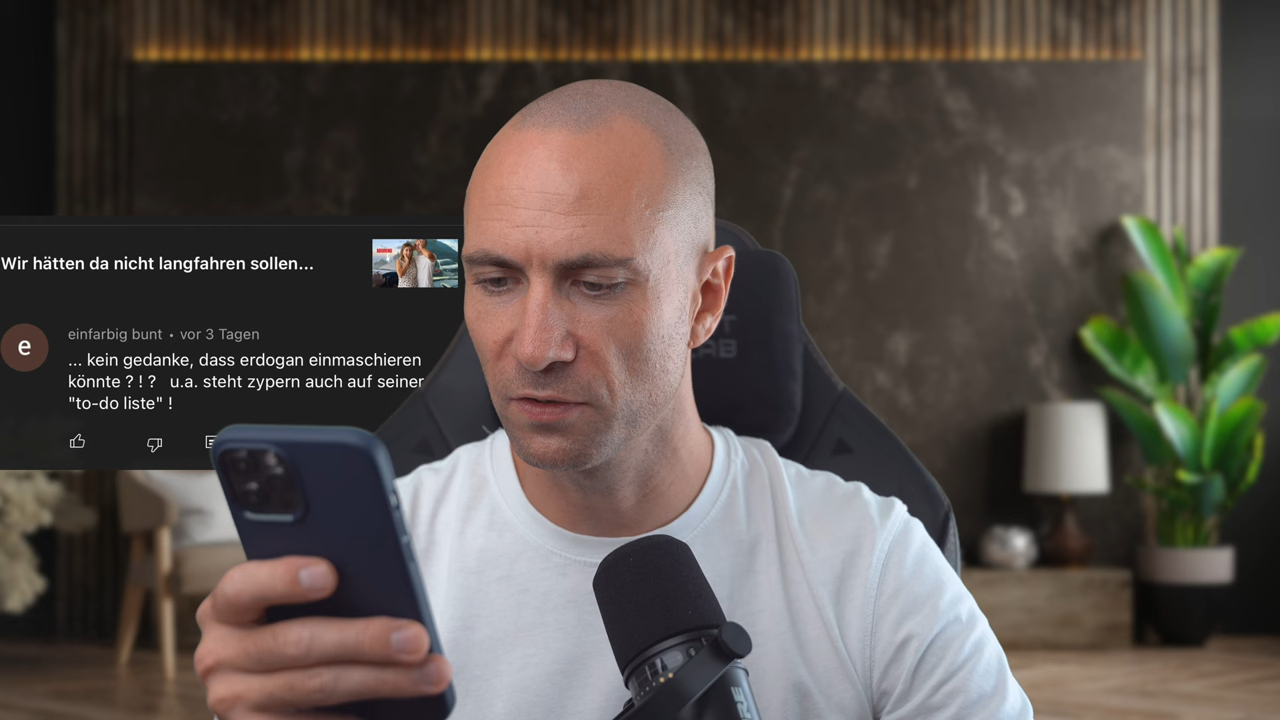 Wir hätten da nicht langfahren sollen...
einfarbig bunt • vor 3 Tagen
e
... kein gedanke, dass erdogan einmaschieren
könnte ? ! ? u.a. steht zypern auch auf seiner
"to-do liste" !